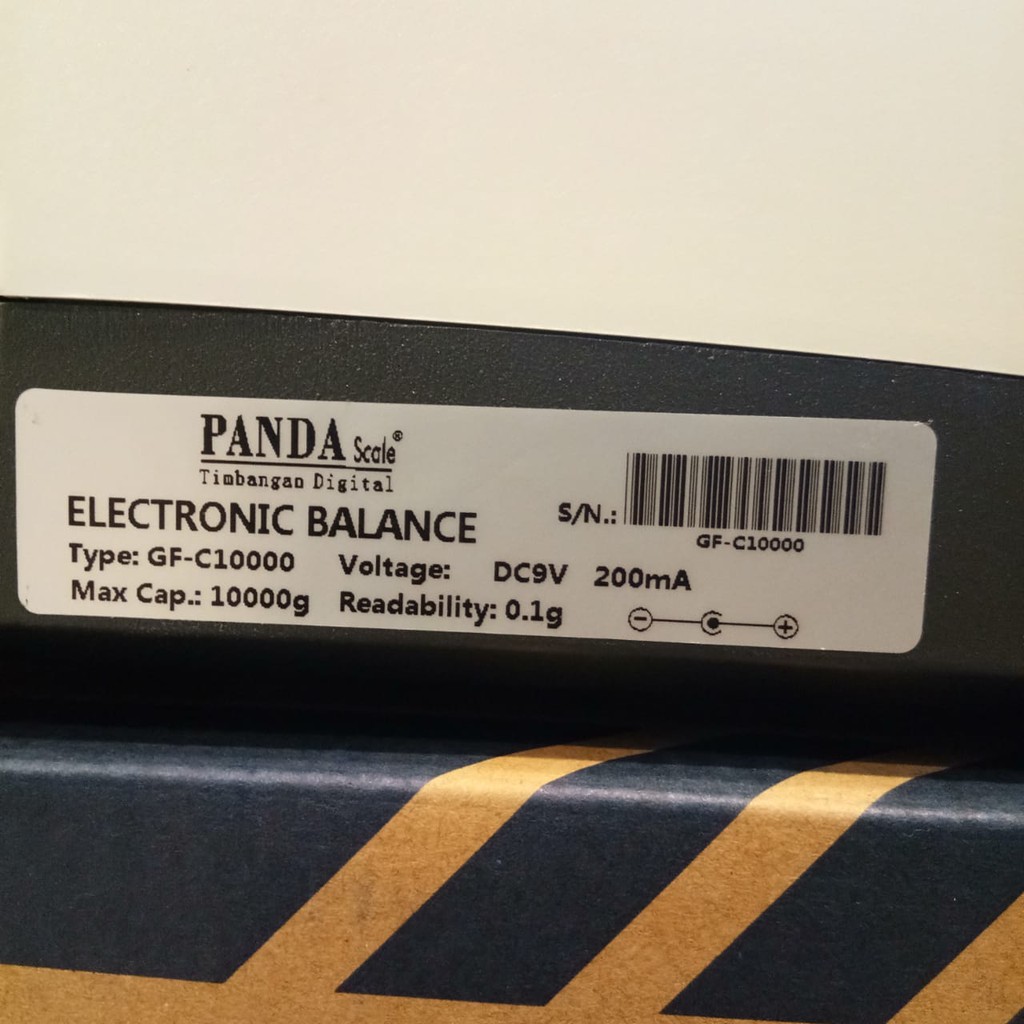 PANDA Scale®
Timbangan Digital
ELECTRONIC BALANCE
Type: GF-C10000 Voltage: DC9V 200mA
Max Cap.: 10000g Readability: 0.1g
S/N.:
GF-C10000